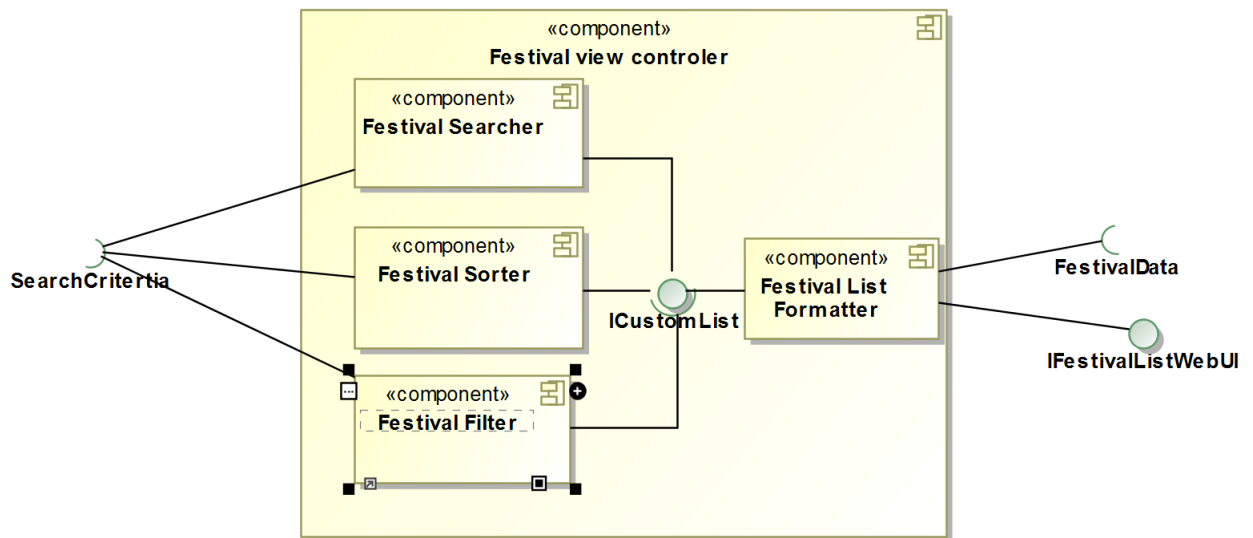 «component»
Festival view controler
«component»
Festival Searcher
«component»
Festival Sorter
«component»
Festival Filter
SearchCritertia
ICustomList
«component»
Festival List
Formatter
FestivalData
IFestivalListWebUI